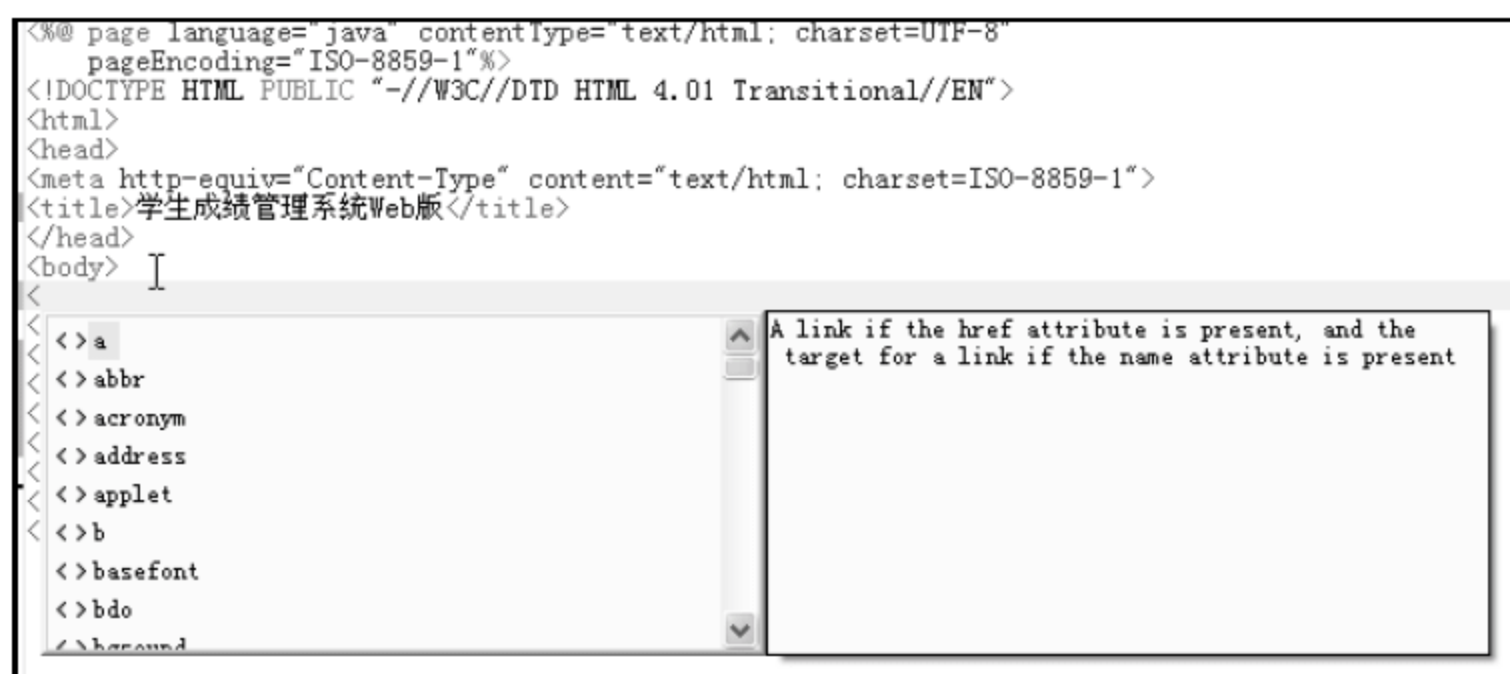 <%@ page language="java" contentType="text/html; charset=UTF-8"
pageEncoding="ISO-8859-1"%>
<!DOCTYPE HTML PUBLIC "-//W3C//DTD HTML 4.01 Transitional//EN">
<html>
<head>
<meta http-equiv="Content-Type" content="text/html; charset=ISO-8859-1">
<title>学生成绩管理系统Web版</title>
</head>
<body>
<
<
<
<
<
<
<
<
<
<> a
<> abbr
<> acronym
<> address
<> applet
<> b
<> basefont
<> bdo
<> bgsound
A link if the href attribute is present, and the
target for a link if the name attribute is present